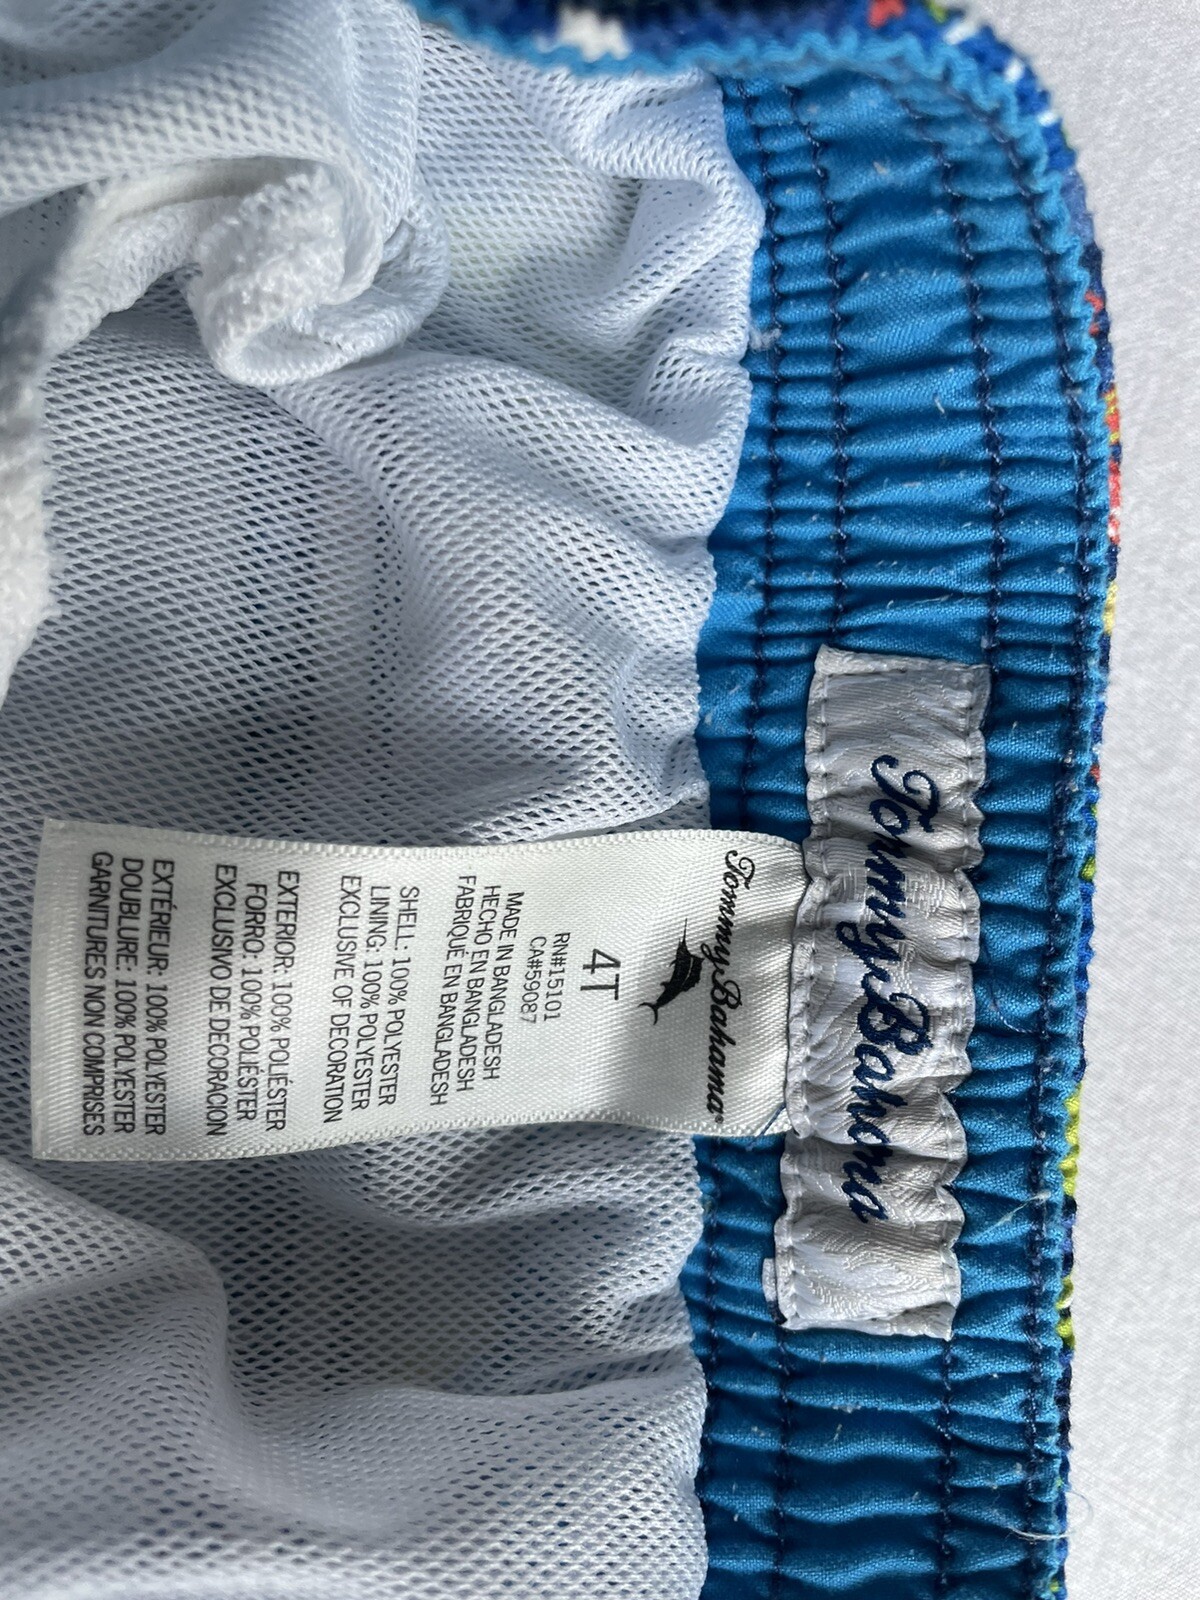 Tommy Bahama
Tommy Bahama
4T
RN#15101
CA#59087
MADE IN BANGLADESH
HECHO EN BANGLADESH
FABRIQUÉ EN BANGLADESH
SHELL: 100% POLYESTER
LINING: 100% POLYESTER
EXCLUSIVE OF DECORATION
EXTERIOR: 100% POLIÉSTER
FORRO: 100% POLIÉSTER
EXCLUSIVO DE DECORACION
EXTÉRIEUR: 100% POLYESTER
DOUBLURE: 100% POLYESTER
GARNITURES NON COMPRISES